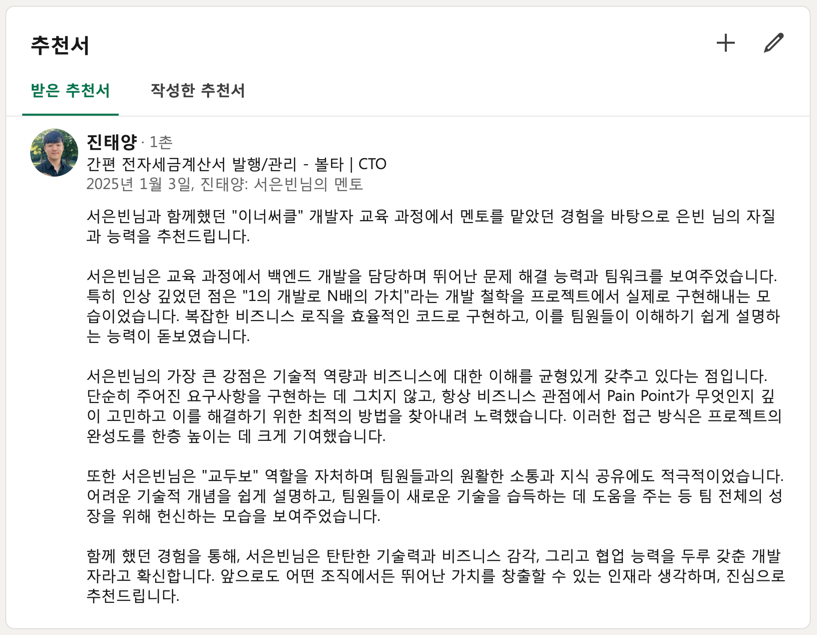 추천서
받은 추천서
작성한 추천서
진태양 · 1촌
간편 전자세금계산서 발행/관리 - 볼타 | CTO
2025년 1월 3일, 진태양: 서은빈님의 멘토
서은빈님과 함께했던 "이너써클" 개발자 교육 과정에서 멘토를 맡았던 경험을 바탕으로 은빈 님의 자질
과 능력을 추천드립니다.
서은빈님은 교육 과정에서 백엔드 개발을 담당하며 뛰어난 문제 해결 능력과 팀워크를 보여주었습니다.
특히 인상 깊었던 점은 "1의 개발로 N배의 가치"라는 개발 철학을 프로젝트에서 실제로 구현해내는 모
습이었습니다. 복잡한 비즈니스 로직을 효율적인 코드로 구현하고, 이를 팀원들이 이해하기 쉽게 설명하
는 능력이 돋보였습니다.
서은빈님의 가장 큰 강점은 기술적 역량과 비즈니스에 대한 이해를 균형있게 갖추고 있다는 점입니다.
단순히 주어진 요구사항을 구현하는 데 그치지 않고, 항상 비즈니스 관점에서 Pain Point가 무엇인지 깊
이 고민하고 이를 해결하기 위한 최적의 방법을 찾아내려 노력했습니다. 이러한 접근 방식은 프로젝트의
완성도를 한층 높이는 데 크게 기여했습니다.
또한 서은빈님은 "교두보" 역할을 자처하며 팀원들과의 원활한 소통과 지식 공유에도 적극적이었습니다.
어려운 기술적 개념을 쉽게 설명하고, 팀원들이 새로운 기술을 습득하는 데 도움을 주는 등 팀 전체의 성
장을 위해 헌신하는 모습을 보여주었습니다.
함께 했던 경험을 통해, 서은빈님은 탄탄한 기술력과 비즈니스 감각, 그리고 협업 능력을 두루 갖춘 개발
자라고 확신합니다. 앞으로도 어떤 조직에서든 뛰어난 가치를 창출할 수 있는 인재라 생각하며, 진심으로
추천드립니다.